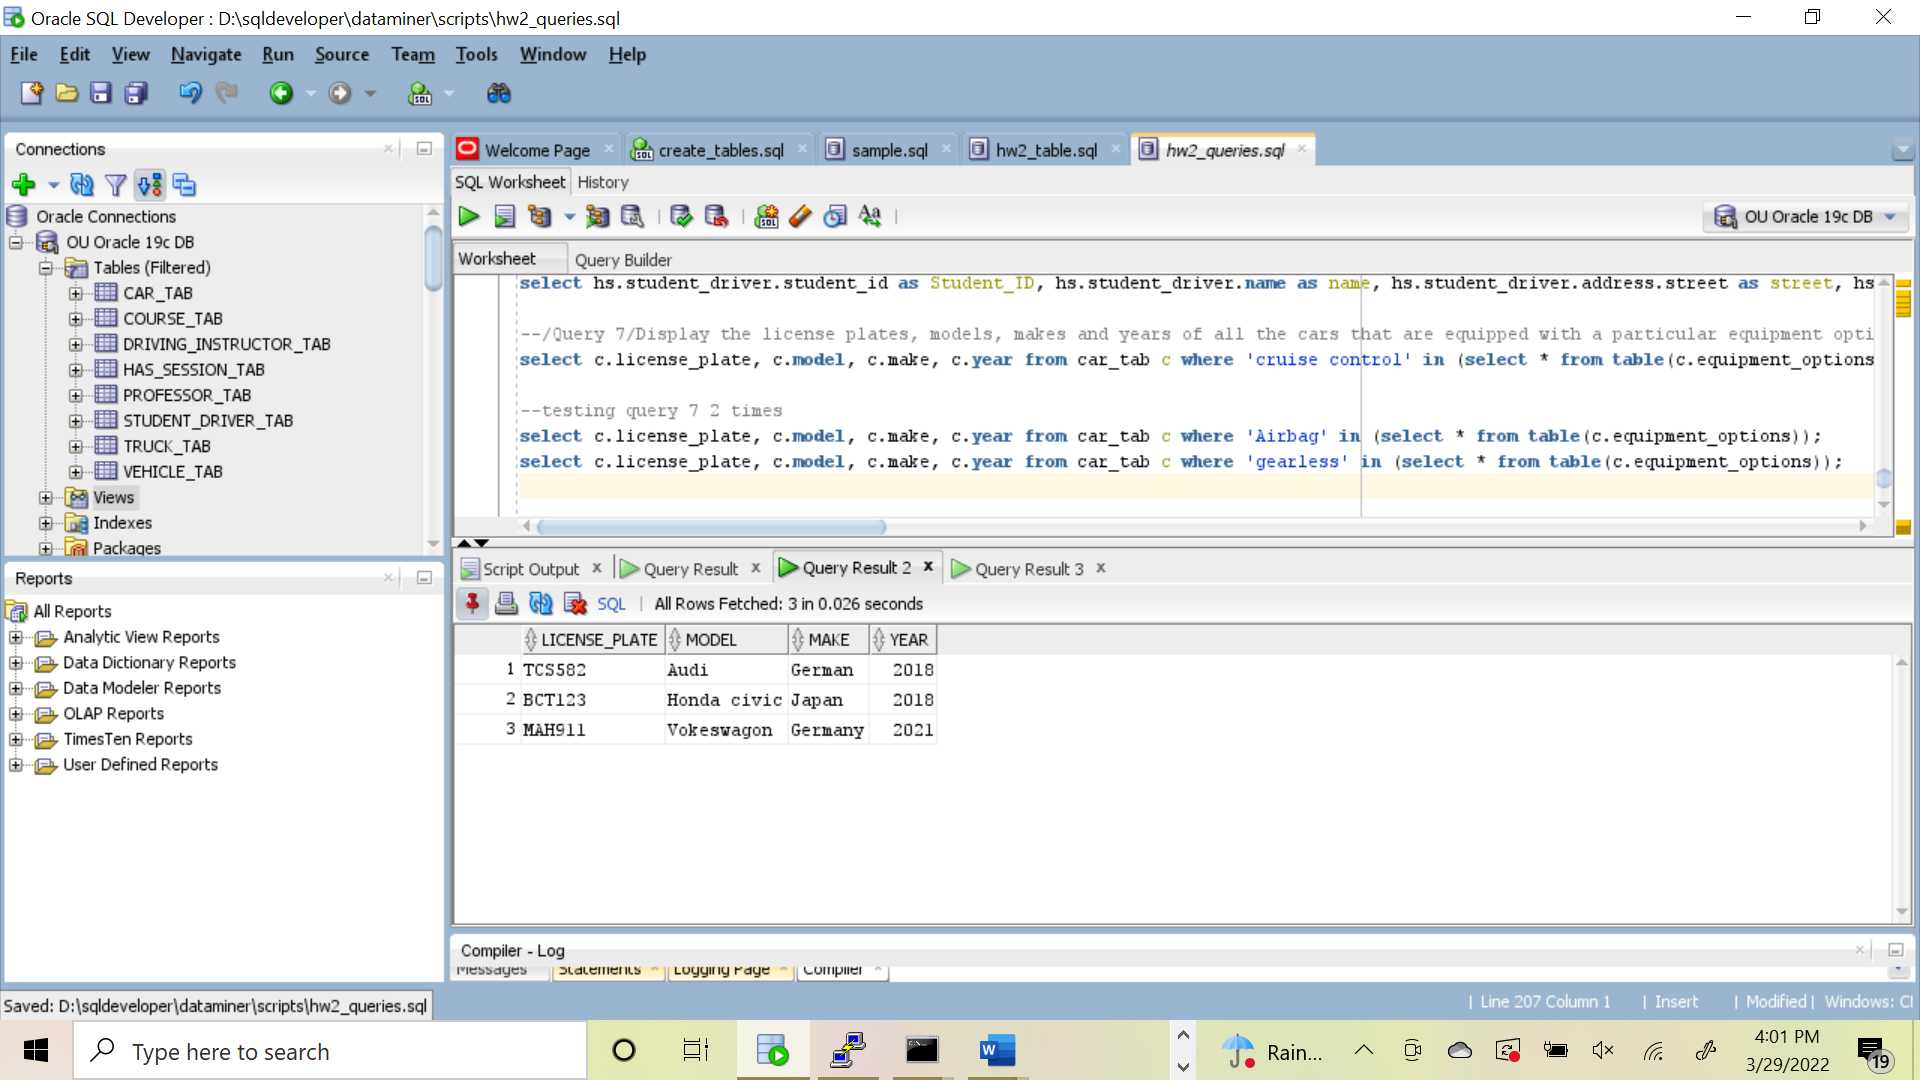 Oracle SQL Developer : D:\sqldeveloper\dataminer\scripts\hw2_queries.sql
File Edit View Navigate Run Source Team Tools Window Help
Connections
Oracle Connections
OU Oracle 19c DB
Tables (Filtered)
CAR_TAB
COURSE_TAB
DRIVING_INSTRUCTOR_TAB
HAS_SESSION_TAB
PROFESSOR_TAB
STUDENT_DRIVER_TAB
TRUCK_TAB
VEHICLE_TAB
Views
Indexes
Packages
Reports
All Reports
Analytic View Reports
Data Dictionary Reports
Data Modeler Reports
OLAP Reports
TimesTen Reports
User Defined Reports
Welcome Page create_tables.sql sample.sql hw2_table.sql hw2_queries.sql
SQL Worksheet History
OU Oracle 19c DB
Worksheet Query Builder
select hs.student_driver.student_id as Student_ID, hs.student_driver.name as name, hs.student_driver.address.street as street, hs
--/Query 7/Display the license plates, models, makes and years of all the cars that are equipped with a particular equipment opti
select c.license_plate, c.model, c.make, c.year from car_tab c where 'cruise control' in (select * from table(c.equipment_options
--testing query 7 2 times
select c.license_plate, c.model, c.make, c.year from car_tab c where 'Airbag' in (select * from table(c.equipment_options));
select c.license_plate, c.model, c.make, c.year from car_tab c where 'gearless' in (select * from table(c.equipment_options));
Script Output Query Result Query Result 2 Query Result 3
SQL All Rows Fetched: 3 in 0.026 seconds
LICENSE_PLATE MODEL MAKE YEAR
1 TCS582 Audi German 2018
2 BCT123 Honda civic Japan 2018
3 MAH911 Vokeswagon Germany 2021
Compiler - Log
Messages Statements Logging Page Compiler
Saved: D:\sqldeveloper\dataminer\scripts\hw2_queries.sql
Line 207 Column 1 Insert Modified Windows: Cl
Type here to search
Rain...
4:01 PM
3/29/2022
19